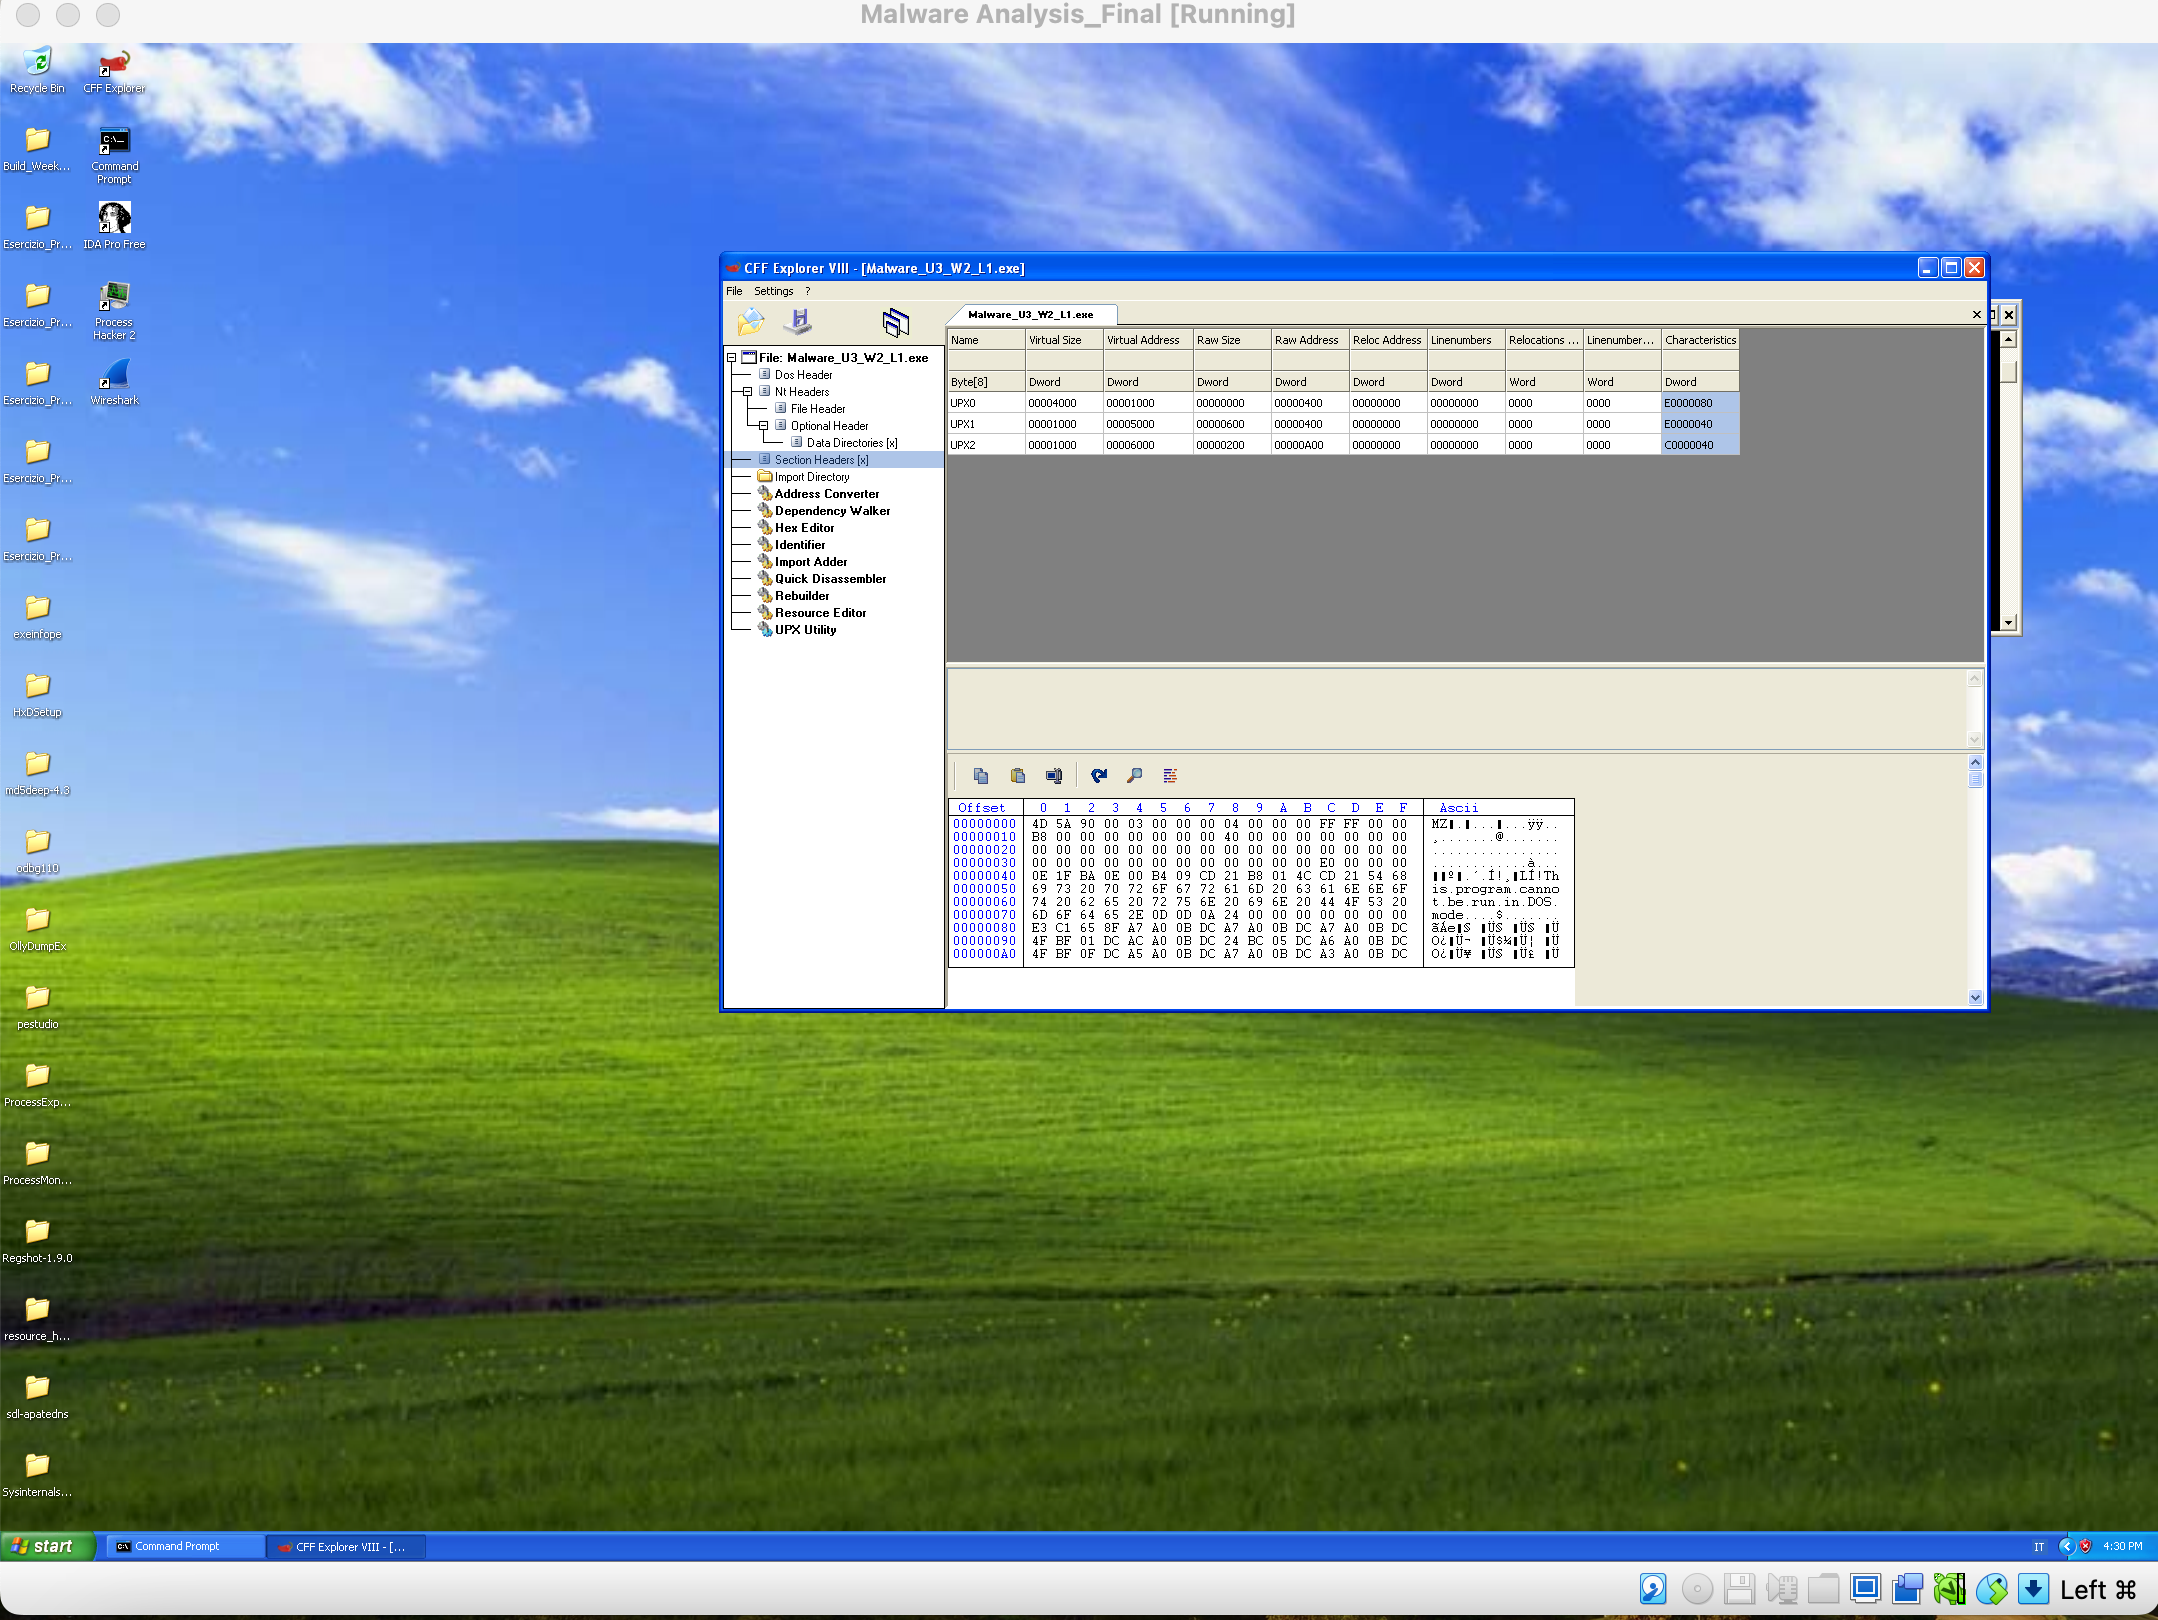 Malware Analysis_Final [Running]
Recycle Bin
CFF Explorer
Build_Week...
Command Prompt
Esercizio_Pr...
IDA Pro Free
Esercizio_Pr...
Process Hacker 2
Esercizio_Pr...
Wireshark
Esercizio_Pr...
Esercizio_Pr...
exeinfope
HxDSetup
md5deep-4.3
odbg110
OllyDumpEx
pestudio
ProcessExp...
ProcessMon...
Regshot-1.9.0
resource_h...
sdl-apatedns
Sysinternals...
CFF Explorer VIII - [Malware_U3_W2_L1.exe]
File Settings ?
Malware_U3_W2_L1.exe
File: Malware_U3_W2_L1.exe
Dos Header
Nt Headers
File Header
Optional Header
Data Directories [x]
Section Headers [x]
Import Directory
Address Converter
Dependency Walker
Hex Editor
Identifier
Import Adder
Quick Disassembler
Rebuilder
Resource Editor
UPX Utility
Name Virtual Size Virtual Address Raw Size Raw Address Reloc Address Linenumbers Relocations ... Linenumber... Characteristics
Byte[8] Dword Dword Dword Dword Dword Dword Word Word Dword
UPX0 00004000 00001000 00000000 00000400 00000000 00000000 0000 0000 E0000080
UPX1 00001000 00005000 00000600 00000400 00000000 00000000 0000 0000 E0000040
UPX2 00001000 00006000 00000200 00000A00 00000000 00000000 0000 0000 C0000040
Offset 0 1 2 3 4 5 6 7 8 9 A B C D E F Ascii
00000000 4D 5A 90 00 03 00 00 00 04 00 00 00 FF FF 00 00 MZ▮.▮...▮...ÿÿ..
00000010 B8 00 00 00 00 00 00 00 40 00 00 00 00 00 00 00 ¸.......@.......
00000020 00 00 00 00 00 00 00 00 00 00 00 00 00 00 00 00 ................
00000030 00 00 00 00 00 00 00 00 00 00 00 00 E0 00 00 00 ............à...
00000040 0E 1F BA 0E 00 B4 09 CD 21 B8 01 4C CD 21 54 68 ▮▮º▮.´.Í!¸▮LÍ!Th
00000050 69 73 20 70 72 6F 67 72 61 6D 20 63 61 6E 6E 6F is.program.canno
00000060 74 20 62 65 20 72 75 6E 20 69 6E 20 44 4F 53 20 t.be.run.in.DOS.
00000070 6D 6F 64 65 2E 0D 0D 0A 24 00 00 00 00 00 00 00 mode....$.......
00000080 E3 C1 65 8F A7 A0 0B DC A7 A0 0B DC A7 A0 0B DC ãÁe▮§ ▮Ü§ ▮Ü§ ▮Ü
00000090 4F BF 01 DC AC A0 0B DC 24 BC 05 DC A6 A0 0B DC O¿▮Ü¬ ▮Ü$¼▮Ü¦ ▮Ü
000000A0 4F BF 0F DC A5 A0 0B DC A7 A0 0B DC A3 A0 0B DC O¿▮Ü¥ ▮Ü§ ▮Ü£ ▮Ü
start
Command Prompt
CFF Explorer VIII - [...
IT
4:30 PM
Left ⌘